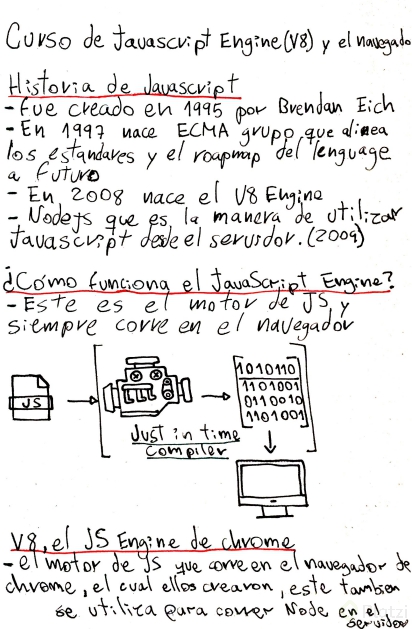 Curso de Javascript Engine(V8) y el navegado
Historia de Javascript
- fue creado en 1995 por Brendan Eich
- En 1997 nace ECMA grupo que alinea
los estandares y el roapmap del lenguage
a futuro
- En 2008 nace el V8 Engine
- Nodejs que es la manera de utilizar
Javascript desde el servidor. (2009)
¿Cómo funciona el JavaScript Engine?
- Este es el motor de JS y
siempre corre en el navegador
JS
1010110
1101001
0110010
1101001
Just in time
Compiler
V8, el JS Engine de chrome
- el motor de JS que corre en el navegador de
chrome, el cual ellos crearon, este tambien
se utiliza para correr Node en el
servidor